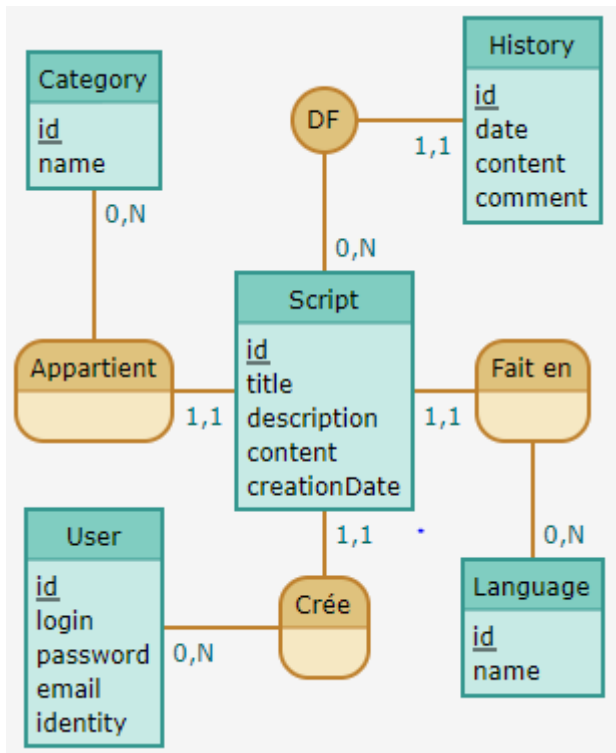 Category
id
name
0,N
DF
0,N
History
id
date
content
comment
1,1
Appartient
1,1
Script
id
title
description
content
creationDate
1,1
1,1
Fait en
0,N
User
id
login
password
email
identity
0,N
Crée
Language
id
name